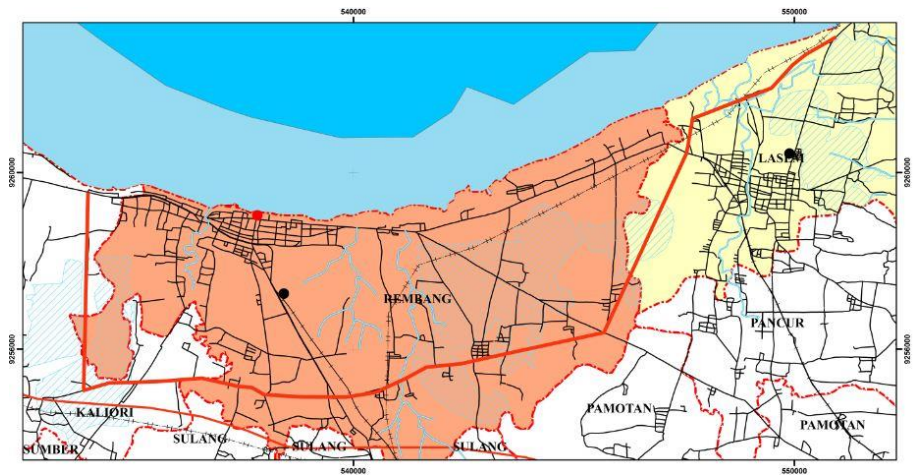 540000
550000
9260000
9260000
LASEM
REMBANG
PANCUR
9256000
9256000
KALIORI
PAMOTAN
PAMOTAN
SULANG
SULANG
SULANG
SUMBER
540000
550000